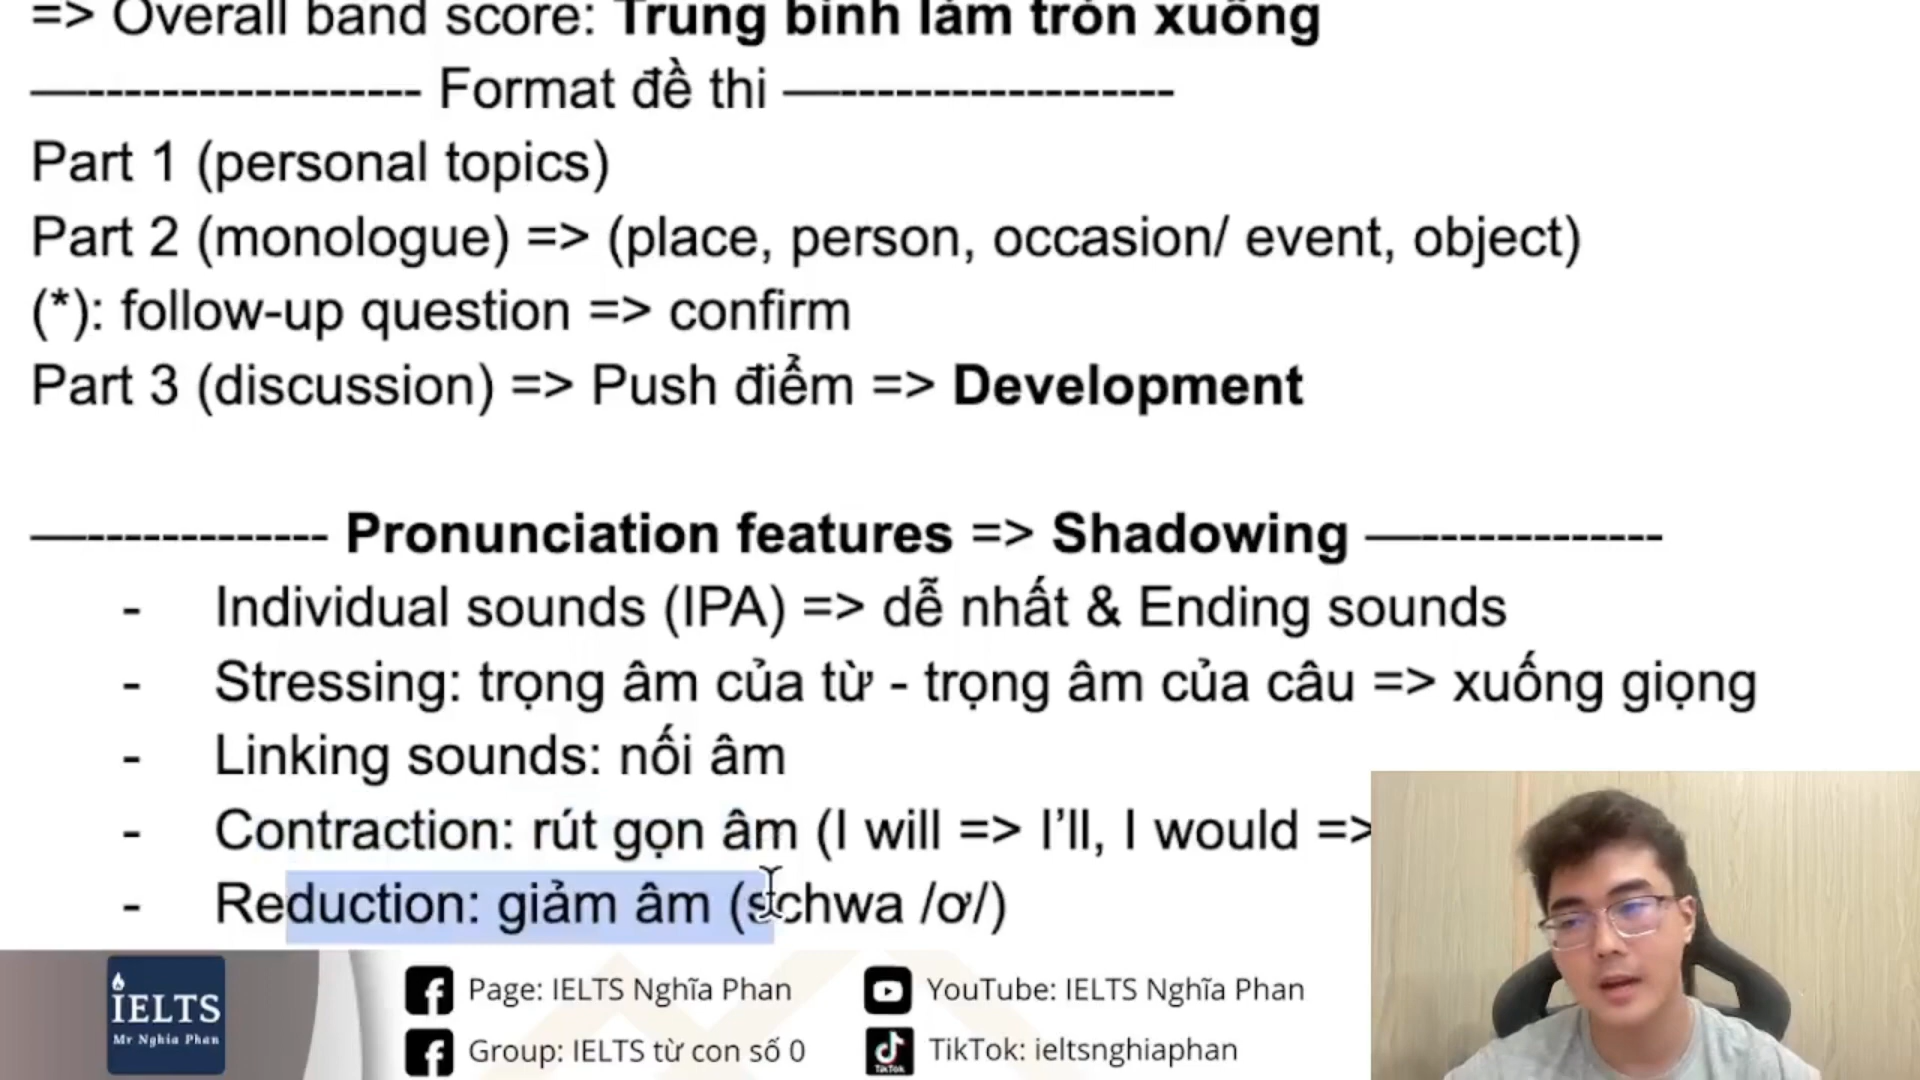 => Overall band score: Trung bình làm tròn xuống
—------------------ Format đề thi —------------------
Part 1 (personal topics)
Part 2 (monologue) => (place, person, occasion/ event, object)
(*): follow-up question => confirm
Part 3 (discussion) => Push điểm => Development
—------------- Pronunciation features => Shadowing —-------------
- Individual sounds (IPA) => dễ nhất & Ending sounds
- Stressing: trọng âm của từ - trọng âm của câu => xuống giọng
- Linking sounds: nối âm
- Contraction: rút gọn âm (I will => I’ll, I would =>
- Reduction: giảm âm (schwa /ơ/)
IELTS
Mr Nghia Phan
Page: IELTS Nghĩa Phan
Group: IELTS từ con số 0
YouTube: IELTS Nghĩa Phan
TikTok
TikTok: ieltsnghiaphan